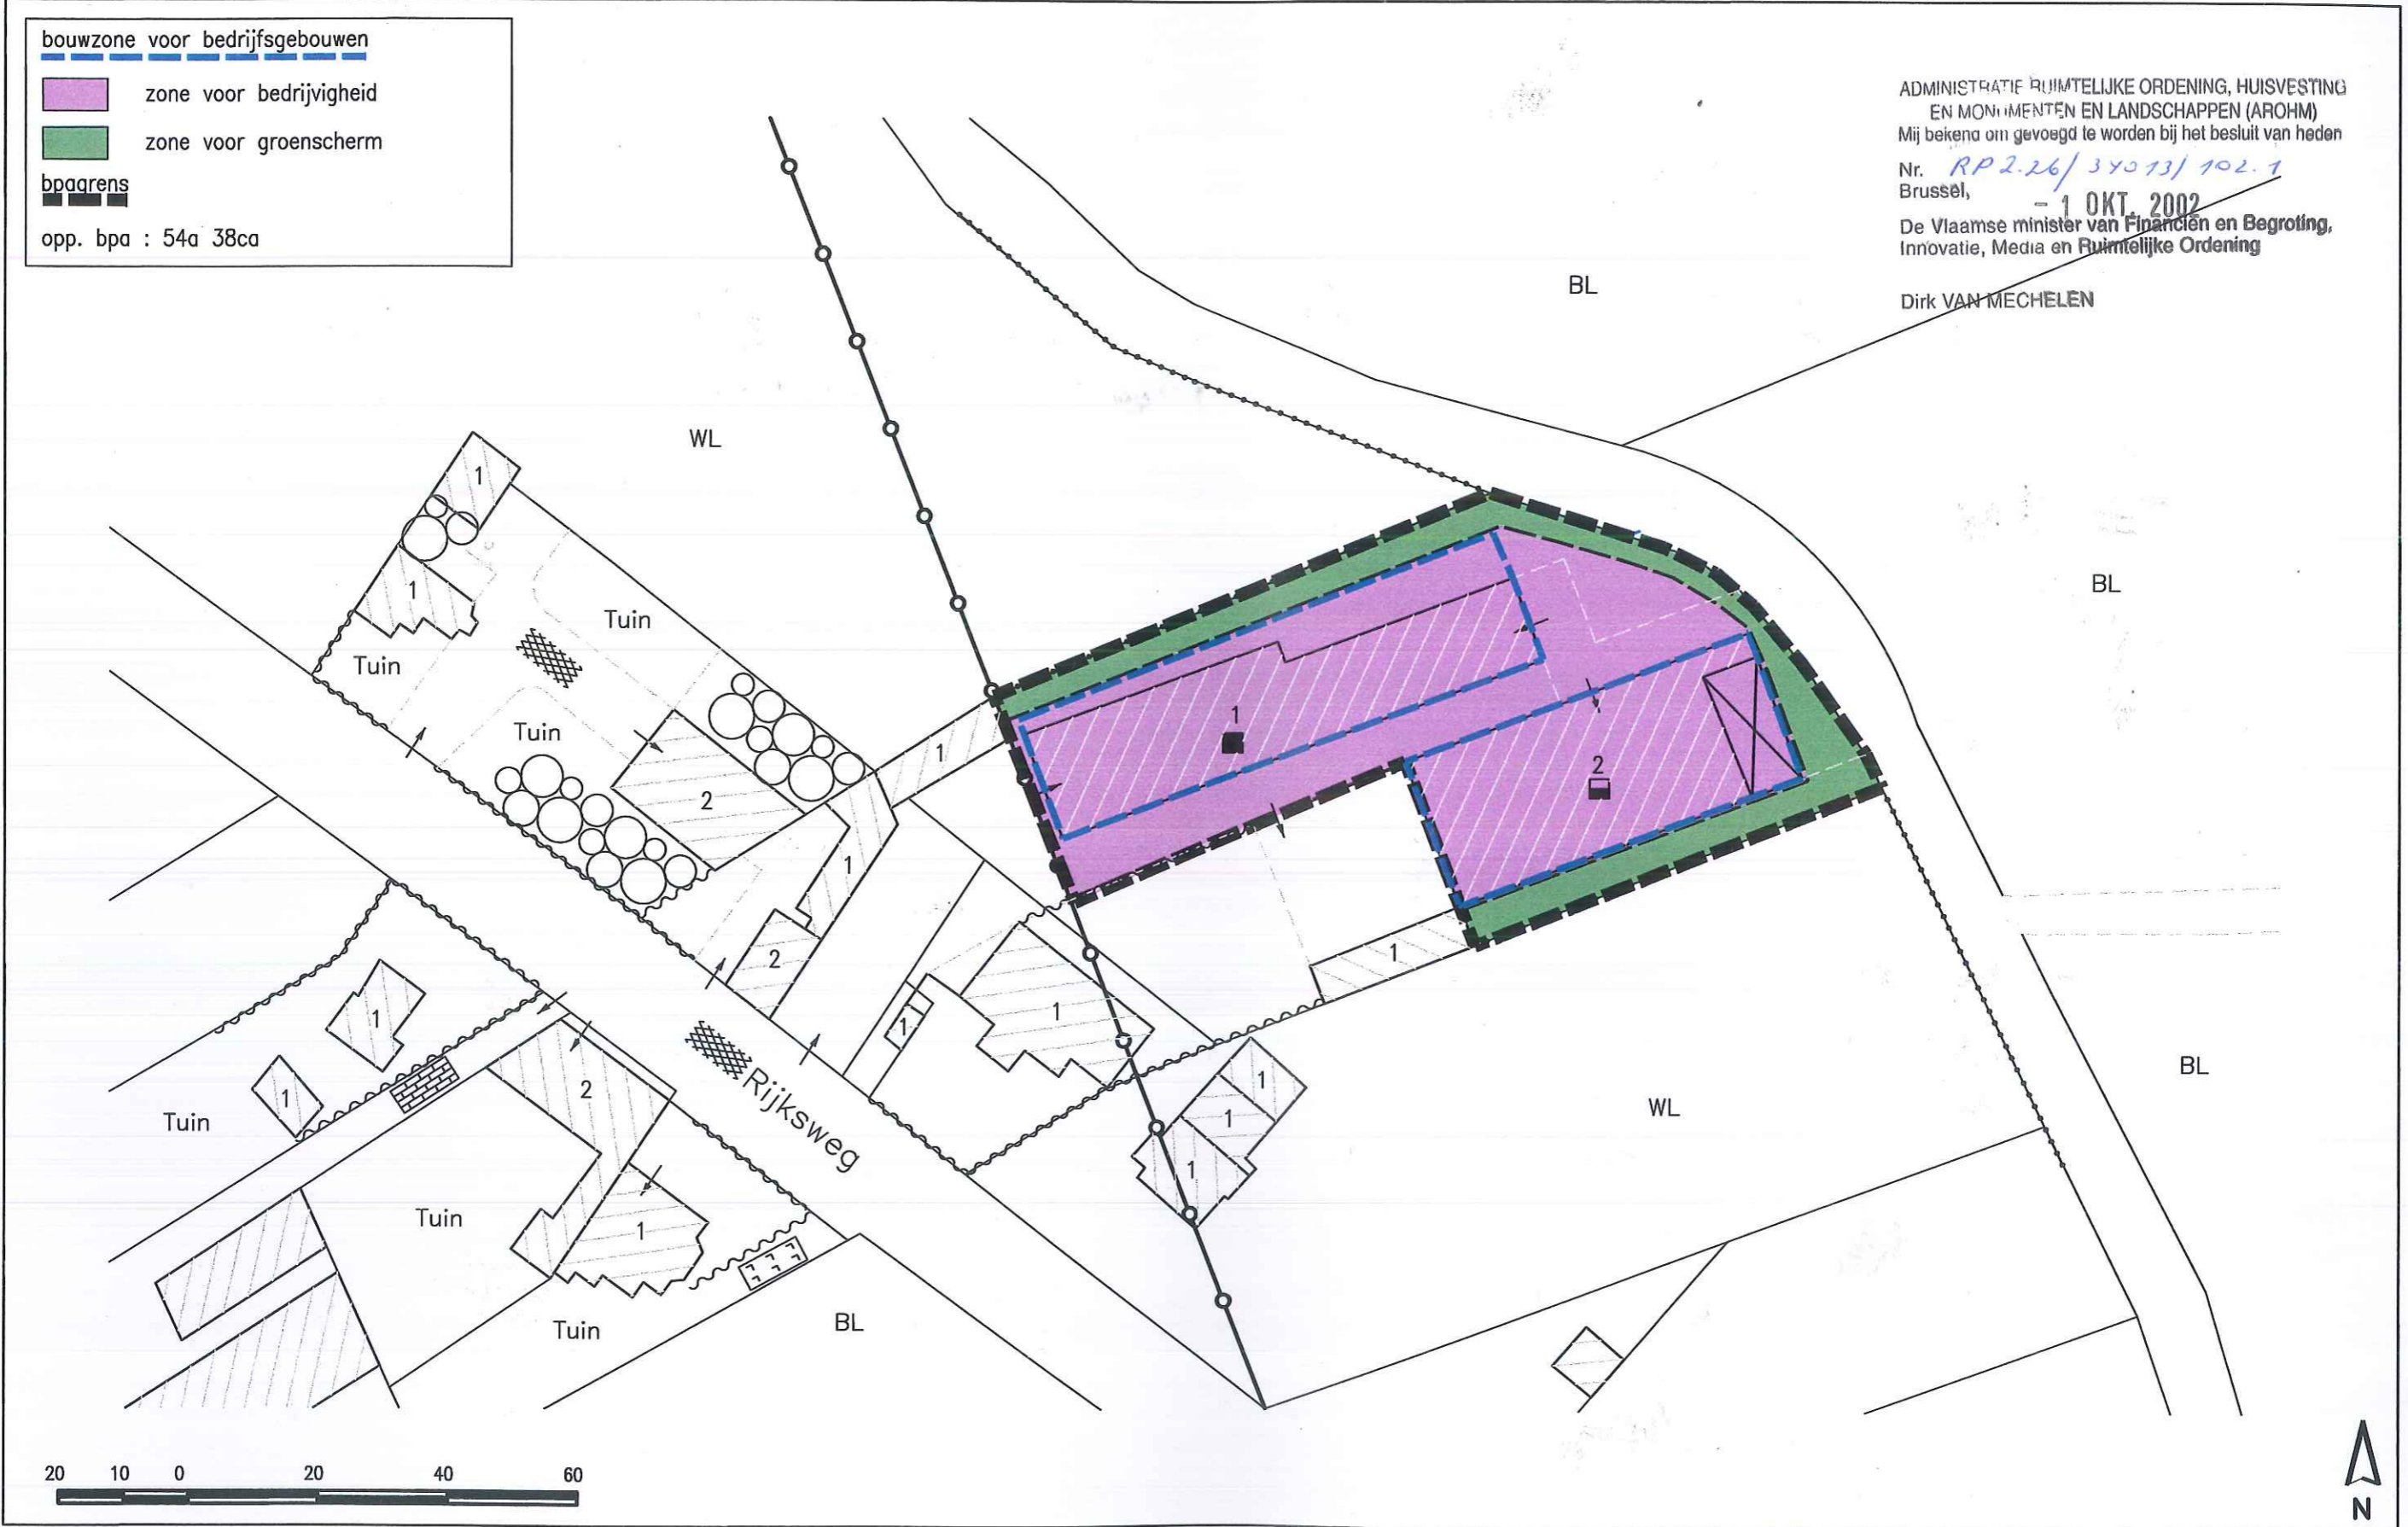 bouwzone voor bedrijfsgebouwen
zone voor bedrijvigheid
zone voor groenscherm
bpagrens
opp. bpa : 54a 38ca
ADMINISTRATIE RUIMTELIJKE ORDENING, HUISVESTING
EN MONUMENTEN EN LANDSCHAPPEN (AROHM)
Mij bekend om gevoegd te worden bij het besluit van heden
Nr. RP 2.26/34013/102.1
Brussel,
- 1 OKT. 2002
De Vlaamse minister van Financiën en Begroting,
Innovatie, Media en Ruimtelijke Ordening
Dirk VAN MECHELEN
BL
WL
1
1
BL
Tuin
Tuin
Tuin
1
1
2
2
1
2
1
1
1
1
Tuin
1
2
1
1
1
WL
BL
Rijksweg
Tuin
1
Tuin
BL
20 10 0 20 40 60
N